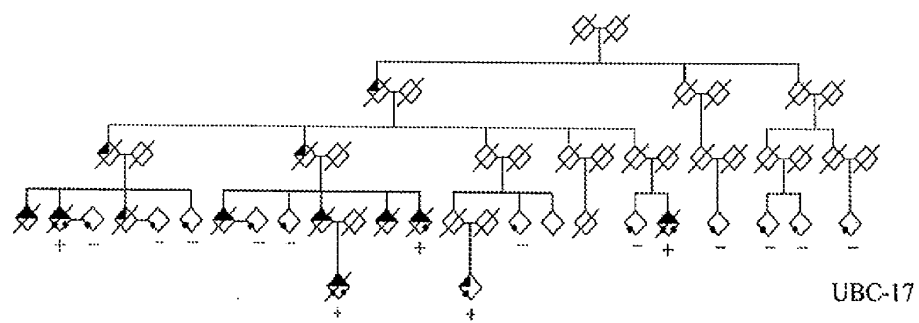 + – – – – – + – – + – – – –
+ + UBC-17